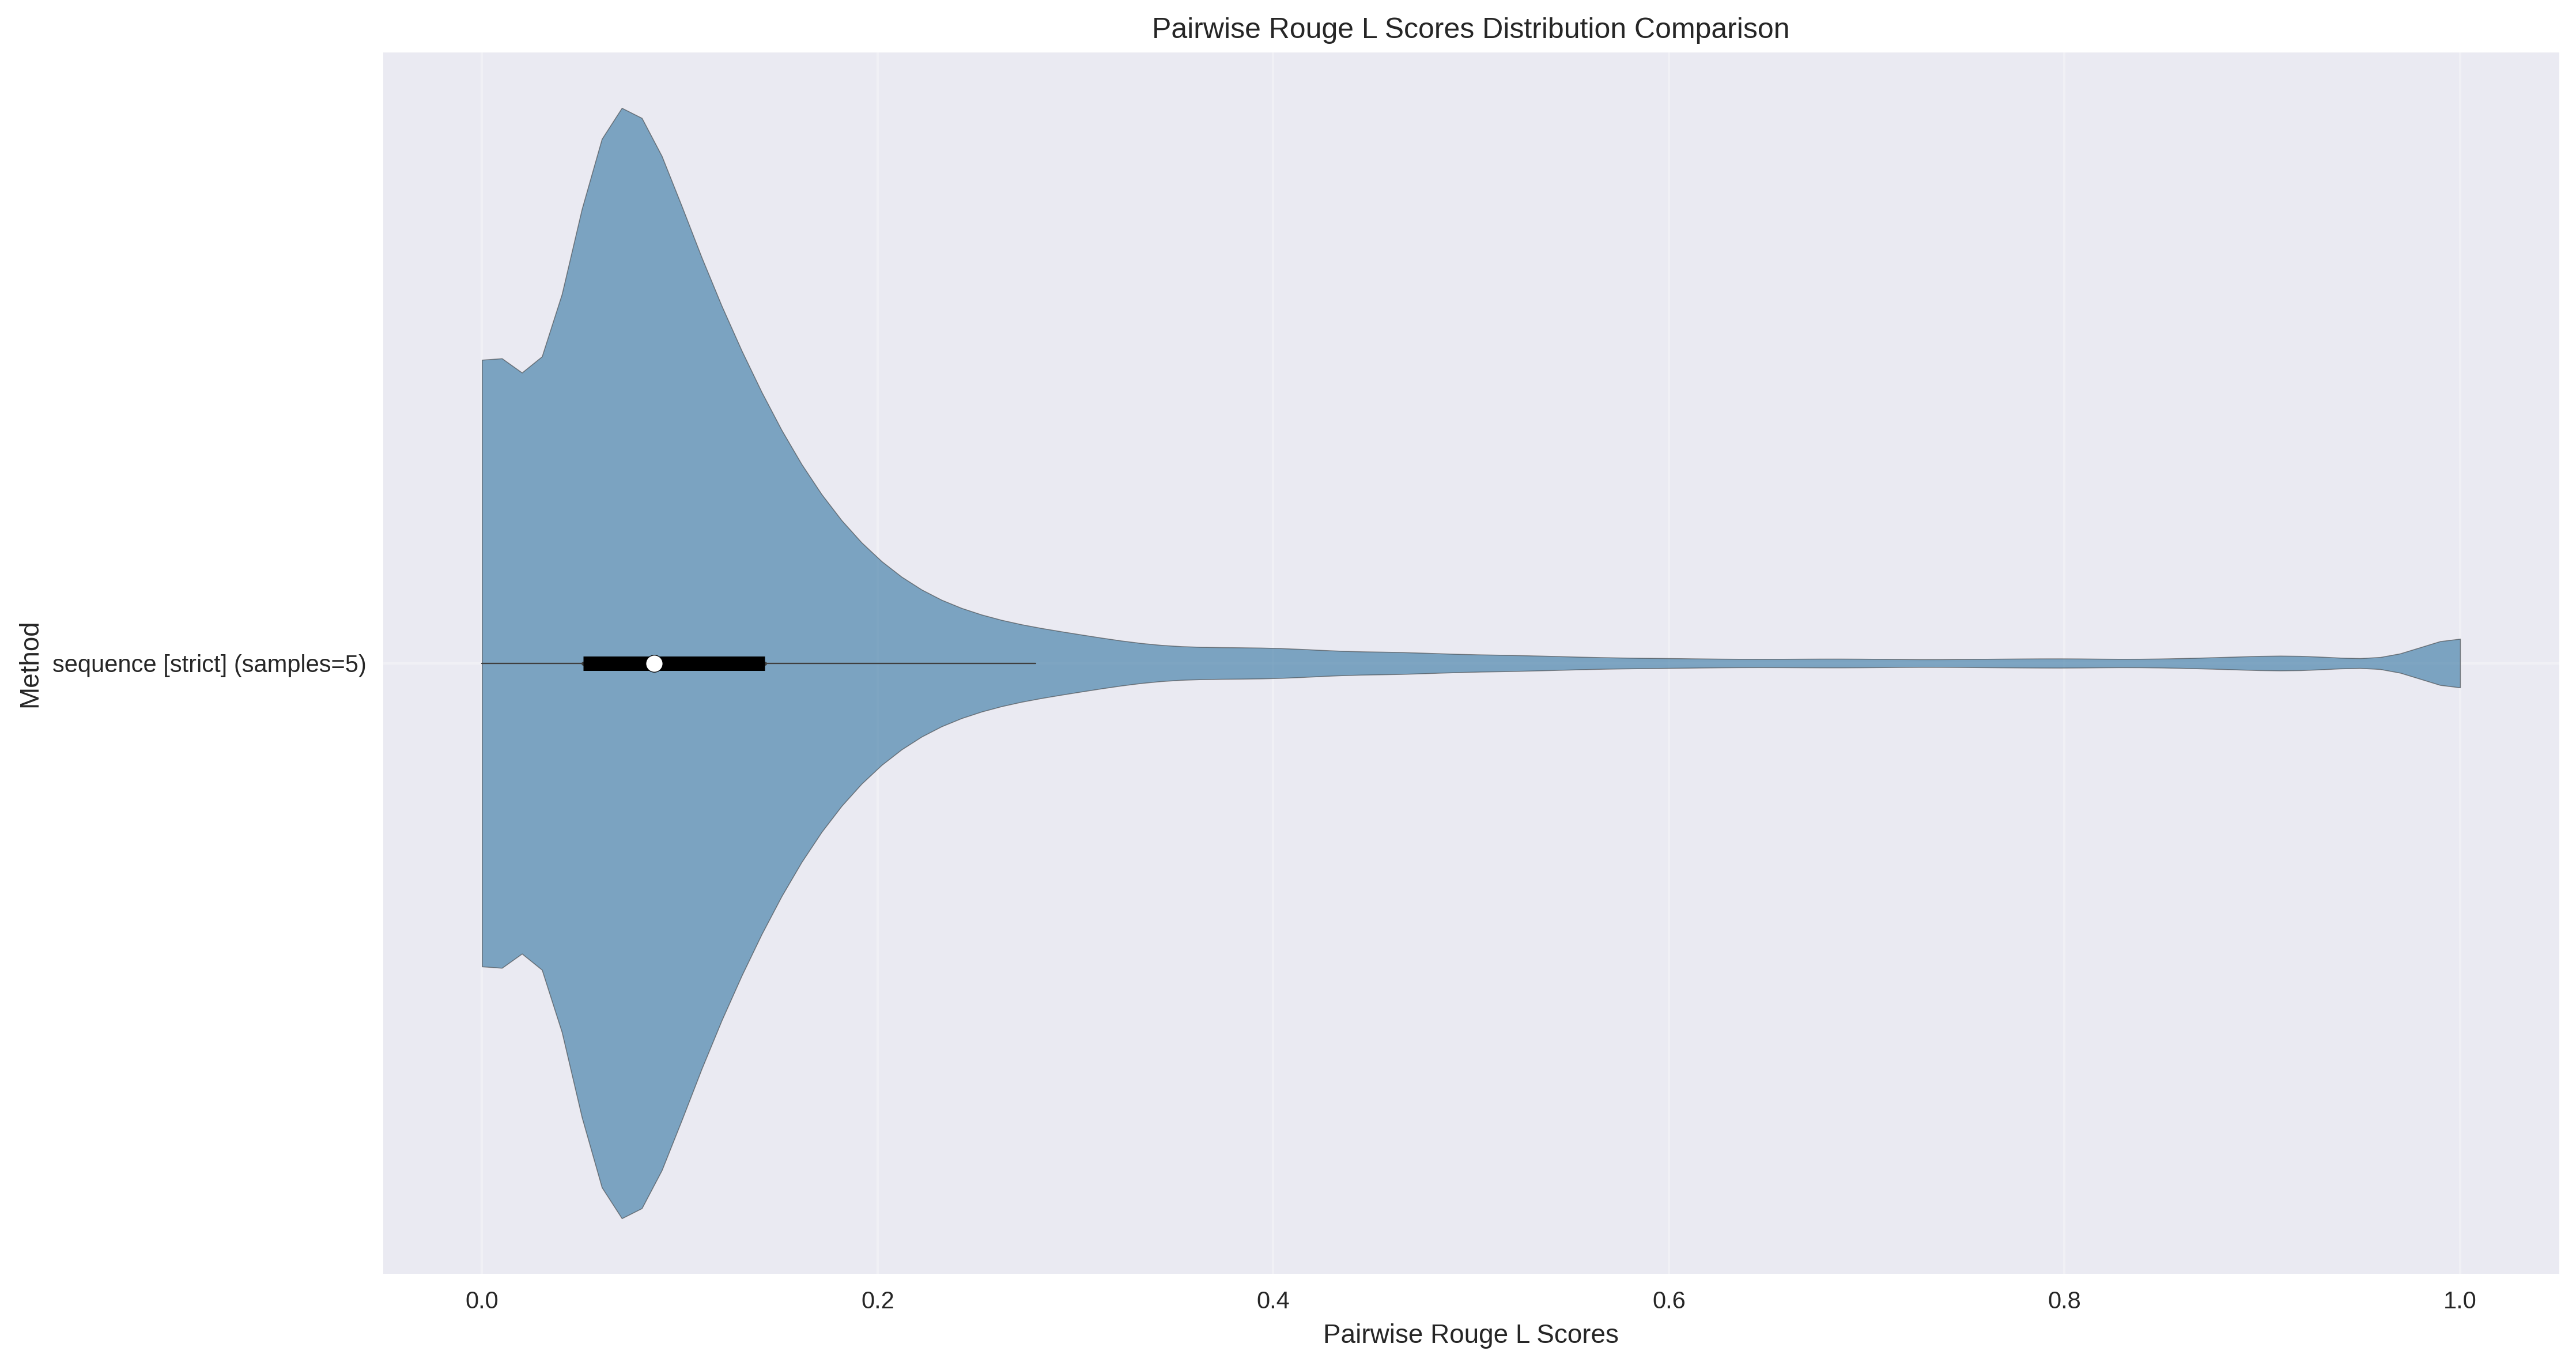 Pairwise Rouge L Scores Distribution Comparison
Method
sequence [strict] (samples=5)
0.0 0.2 0.4 0.6 0.8 1.0
Pairwise Rouge L Scores